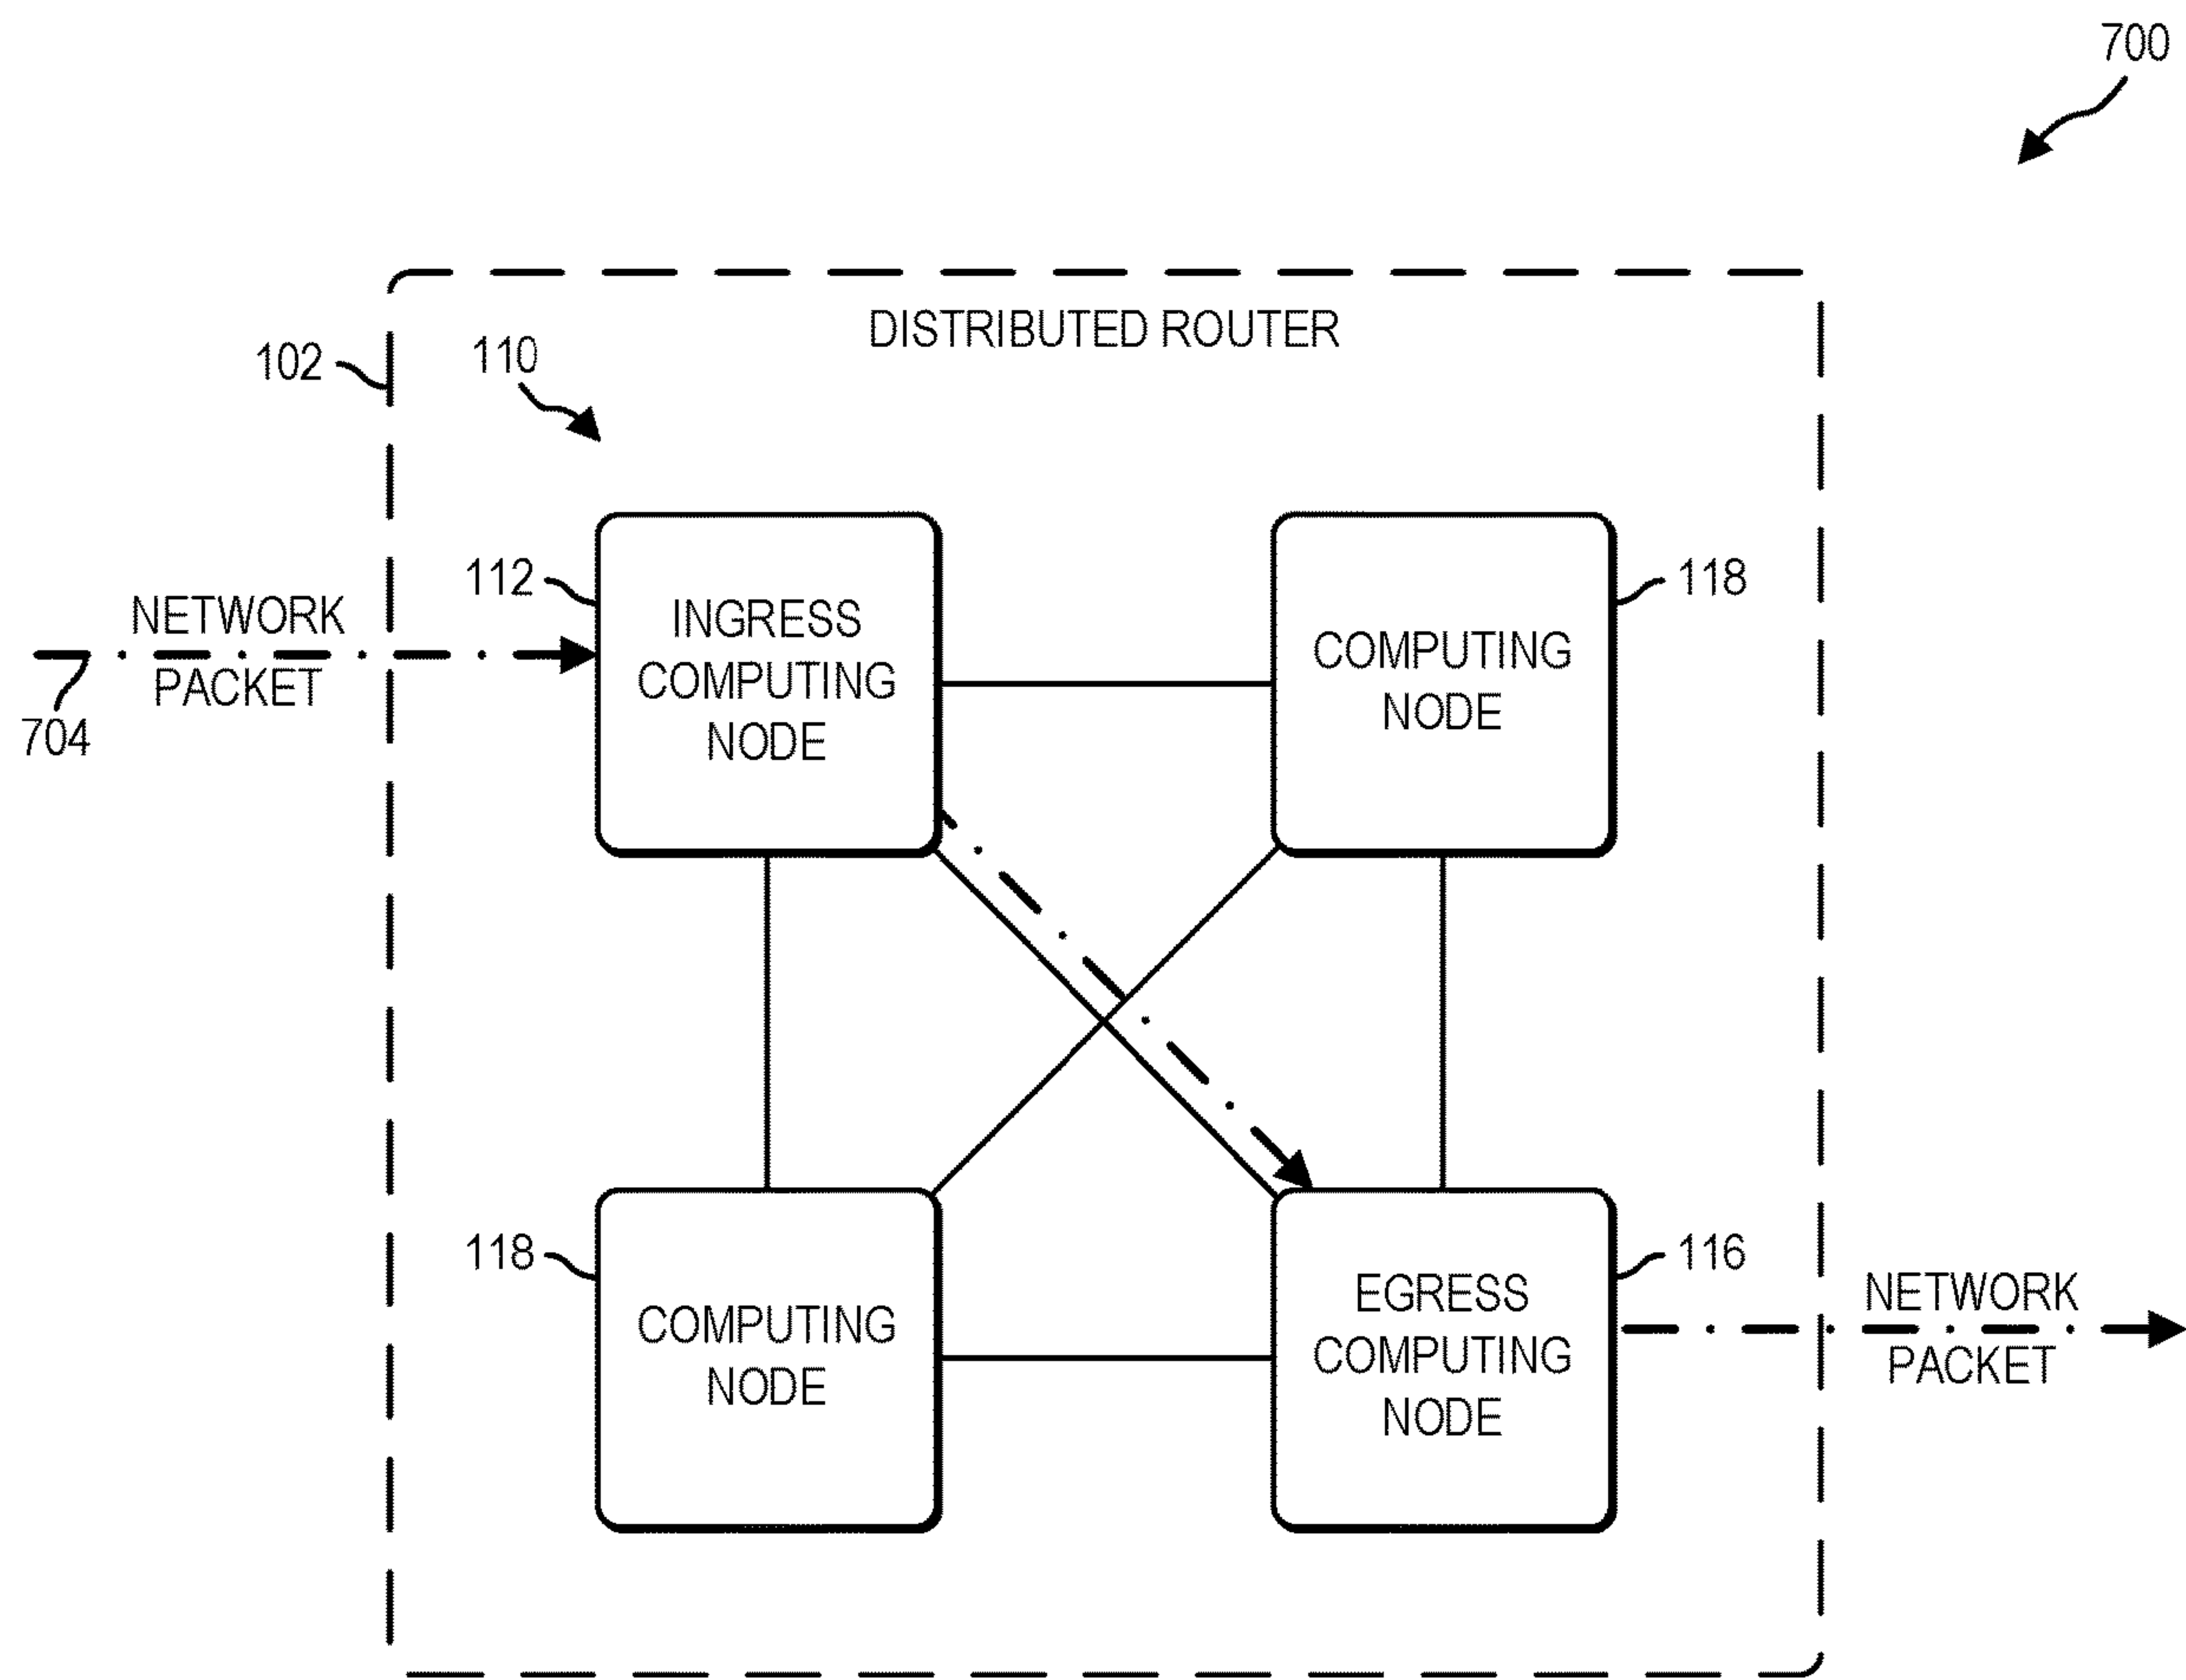 700
DISTRIBUTED ROUTER
102
110
112
118
NETWORK
PACKET
704
INGRESS
COMPUTING
NODE
COMPUTING
NODE
118
116
COMPUTING
NODE
EGRESS
COMPUTING
NODE
NETWORK
PACKET